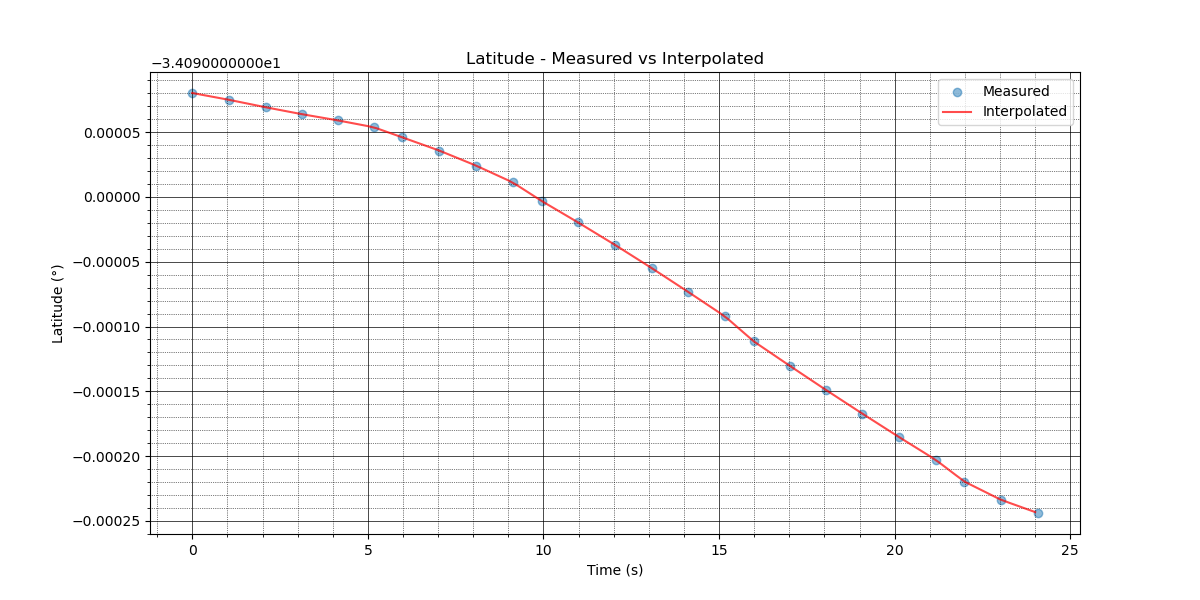 Latitude - Measured vs Interpolated
−3.4090000000e1
Measured
Interpolated
0.00005
0.00000
−0.00005
−0.00010
−0.00015
−0.00020
−0.00025
Latitude (°)
0 5 10 15 20 25
Time (s)